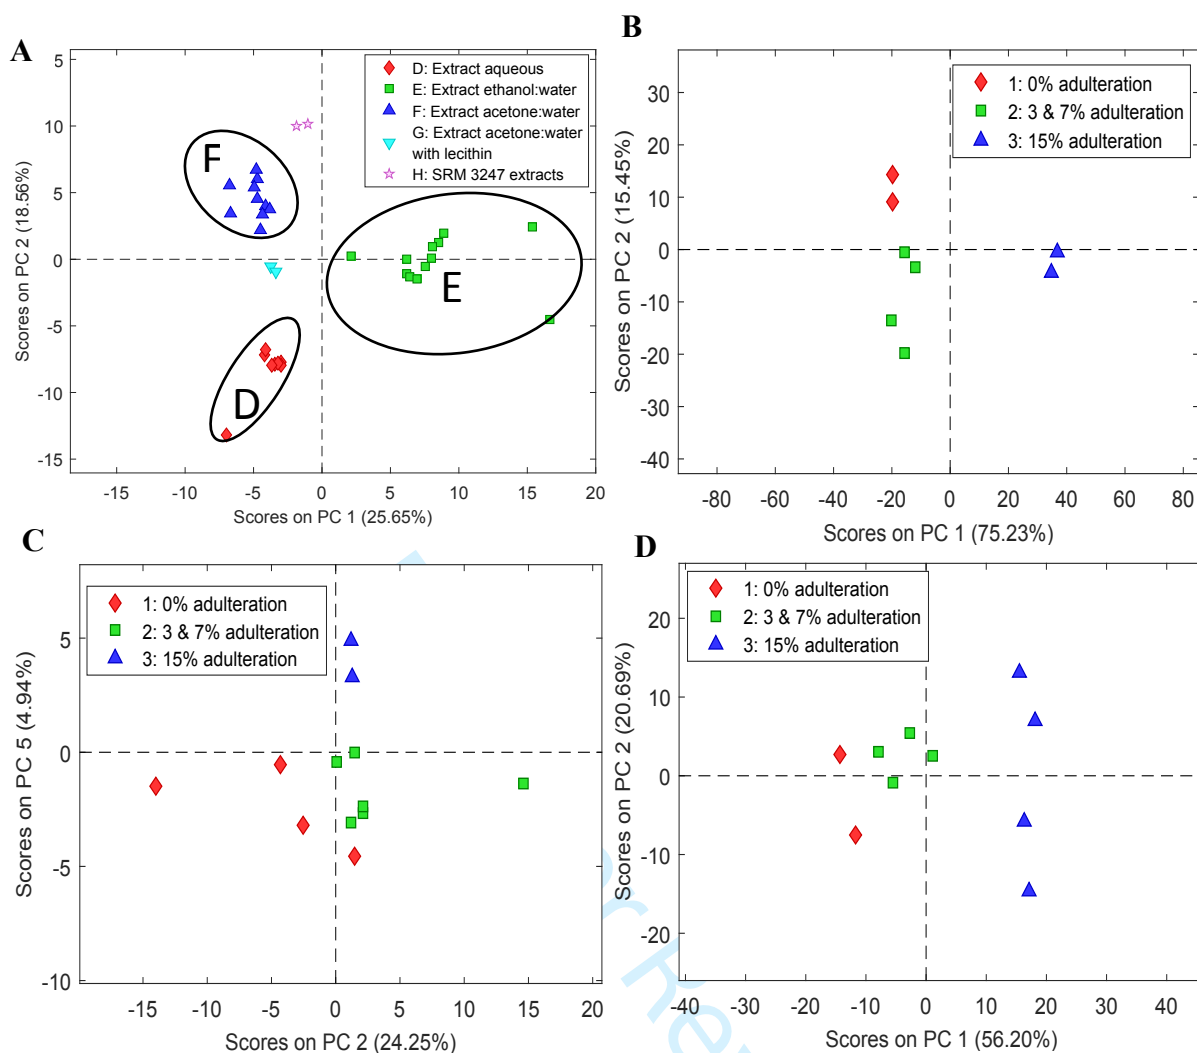 A
D: Extract aqueous
E: Extract ethanol:water
F: Extract acetone:water
G: Extract acetone:water
with lecithin
H: SRM 3247 extracts
F
E
D
5
10
5
0
-5
-10
-15
Scores on PC 2 (18.56%)
-15 -10 -5 0 5 10 15 20
Scores on PC 1 (25.65%)
B
1: 0% adulteration
2: 3 & 7% adulteration
3: 15% adulteration
30
20
10
0
-10
-20
-30
-40
Scores on PC 2 (15.45%)
-80 -60 -40 -20 0 20 40 60 80
Scores on PC 1 (75.23%)
C
1: 0% adulteration
2: 3 & 7% adulteration
3: 15% adulteration
5
0
-5
-10
Scores on PC 5 (4.94%)
-10 -5 0 5 10 15 20
Scores on PC 2 (24.25%)
D
1: 0% adulteration
2: 3 & 7% adulteration
3: 15% adulteration
20
10
0
-10
-20
Scores on PC 2 (20.69%)
-40 -30 -20 -10 0 10 20 30 40
Scores on PC 1 (56.20%)